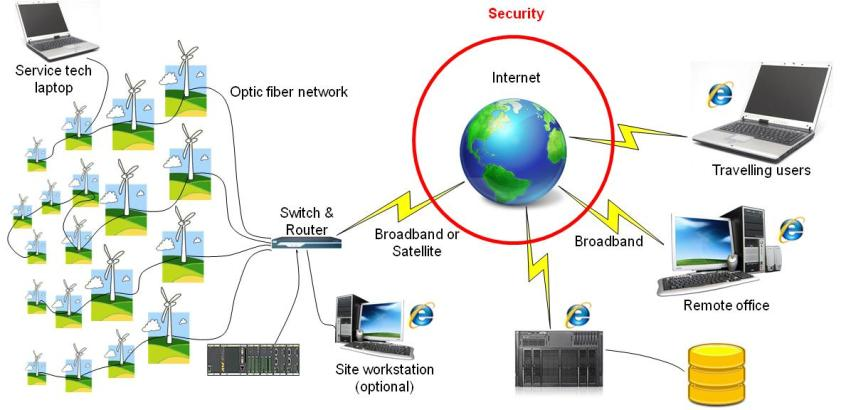 Security
Internet
Service tech
laptop
Optic fiber network
Travelling users
Switch &
Router
Broadband or
Satellite
Broadband
Remote office
Site workstation
(optional)